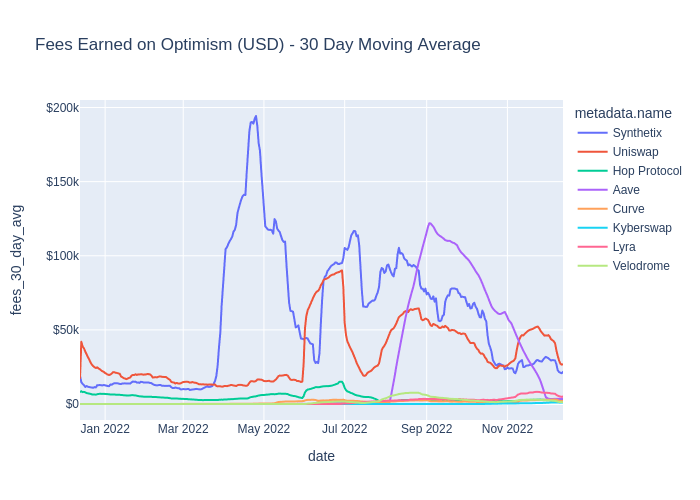 Fees Earned on Optimism (USD) - 30 Day Moving Average
metadata.name
Synthetix
Uniswap
Hop Protocol
Aave
Curve
Kyberswap
Lyra
Velodrome
fees_30_day_avg
$200k
$150k
$100k
$50k
$0
Jan 2022
Mar 2022
May 2022
Jul 2022
Sep 2022
Nov 2022
date